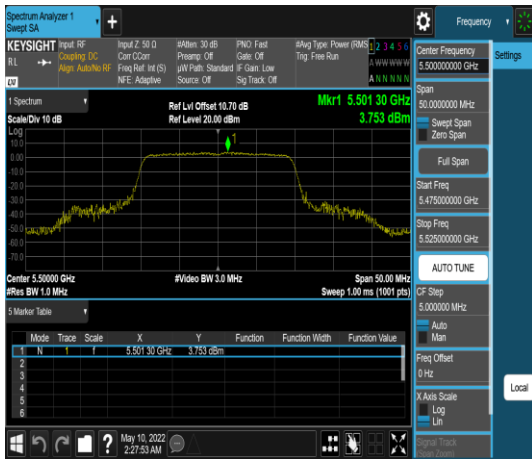 Spectrum Analyzer 1
Swept SA
Frequency
Settings
KEYSIGHT
RL
LXI
Input: RF
Coupling: DC
Align: Auto/No RF
Input Z: 50 Ω
Corr CCorr
Freq Ref: Int (S)
NFE: Adaptive
#Atten: 30 dB
Preamp: Off
µW Path: Standard
Source: Off
PNO: Fast
Gate: Off
IF Gain: Low
Sig Track: Off
#Avg Type: Power (RMS
Trig: Free Run
1 2 3 4 5 6
A W W W W W
A N N N N N
1 Spectrum
Scale/Div 10 dB
Ref Lvl Offset 10.70 dB
Ref Level 20.00 dBm
Mkr1 5.501 30 GHz
3.753 dBm
Log
10.0
0.00
-10.0
-20.0
-30.0
-40.0
-50.0
-60.0
-70.0
1
Center 5.50000 GHz
#Res BW 1.0 MHz
#Video BW 3.0 MHz
Span 50.00 MHz
Sweep 1.00 ms (1001 pts)
5 Marker Table
Mode Trace Scale X Y Function Function Width Function Value
1 N 1 f 5.501 30 GHz 3.753 dBm
2
3
4
5
6
May 10, 2022
2:27:53 AM
Center Frequency
5.500000000 GHz
Span
50.0000000 MHz
Swept Span
Zero Span
Full Span
Start Freq
5.475000000 GHz
Stop Freq
5.525000000 GHz
AUTO TUNE
CF Step
5.000000 MHz
Auto
Man
Freq Offset
0 Hz
X Axis Scale
Log
Lin
Signal Track
(Span Zoom)
Local